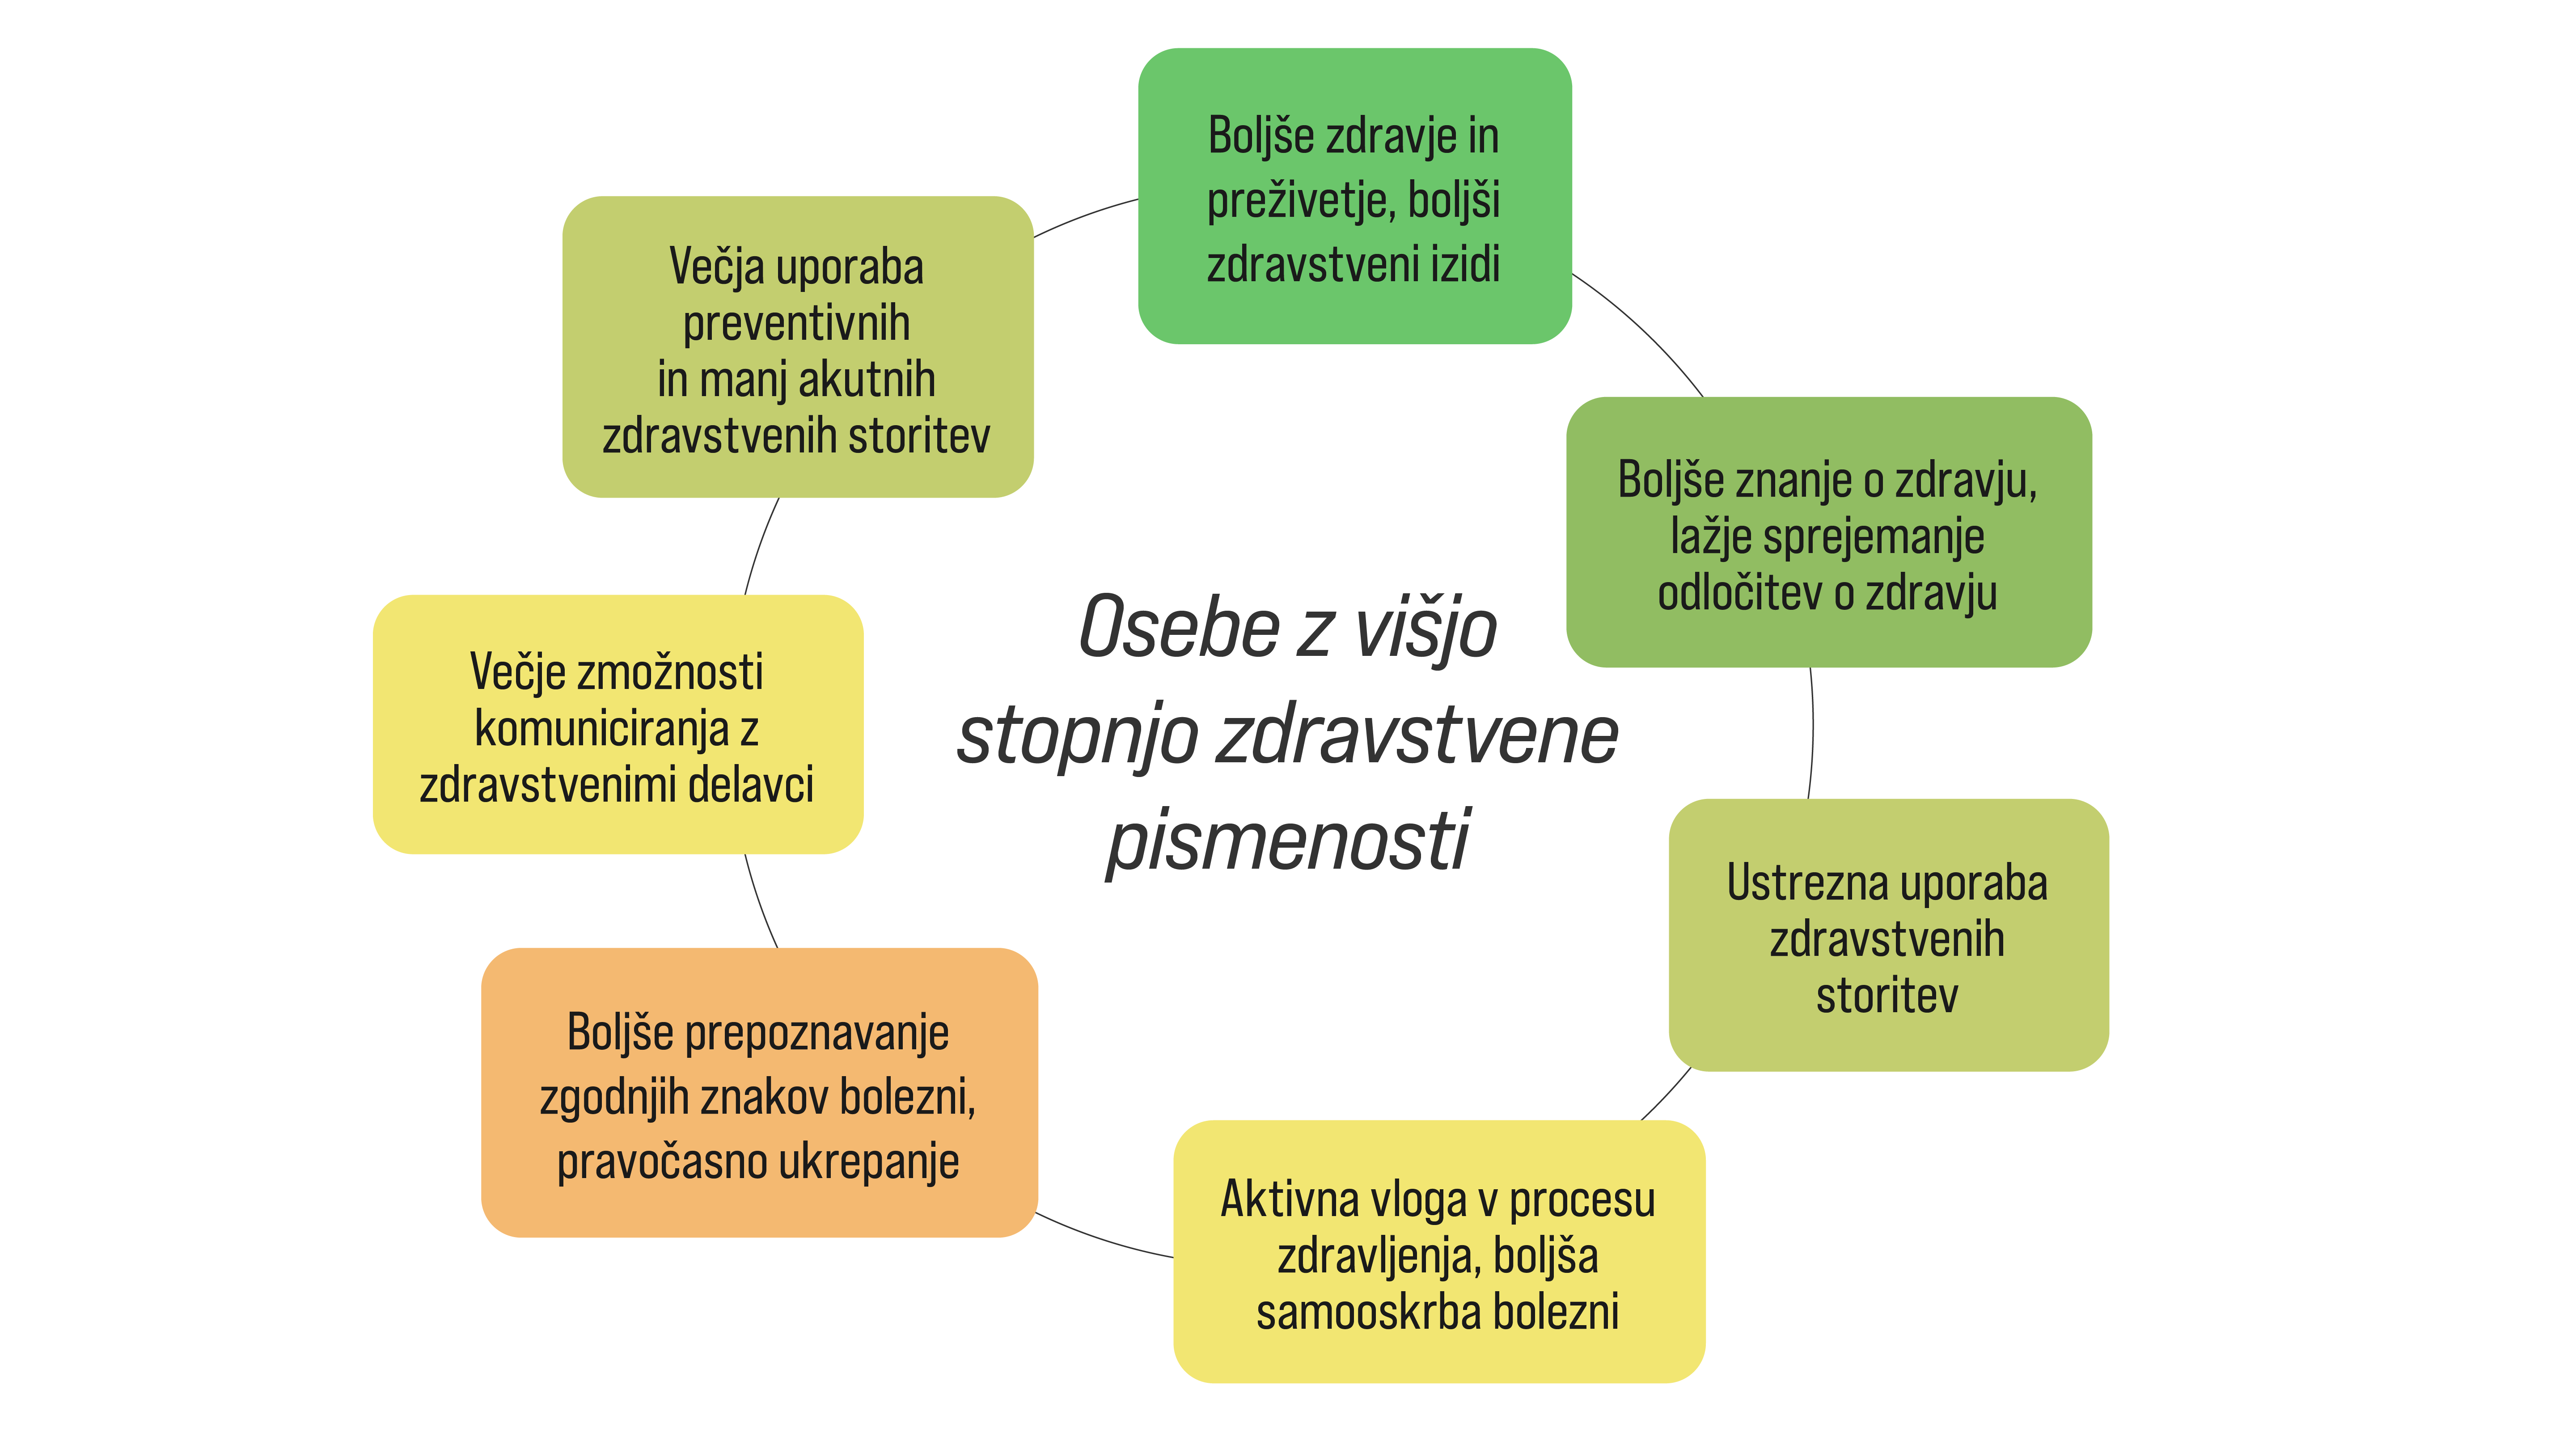 Boljše zdravje in
preživetje, boljši
zdravstveni izidi
Boljše znanje o zdravju,
lažje sprejemanje
odločitev o zdravju
Ustrezna uporaba
zdravstvenih
storitev
Aktivna vloga v procesu
zdravljenja, boljša
samooskrba bolezni
Boljše prepoznavanje
zgodnjih znakov bolezni,
pravočasno ukrepanje
Večje zmožnosti
komuniciranja z
zdravstvenimi delavci
Večja uporaba
preventivnih
in manj akutnih
zdravstvenih storitev
Osebe z višjo
stopnjo zdravstvene
pismenosti